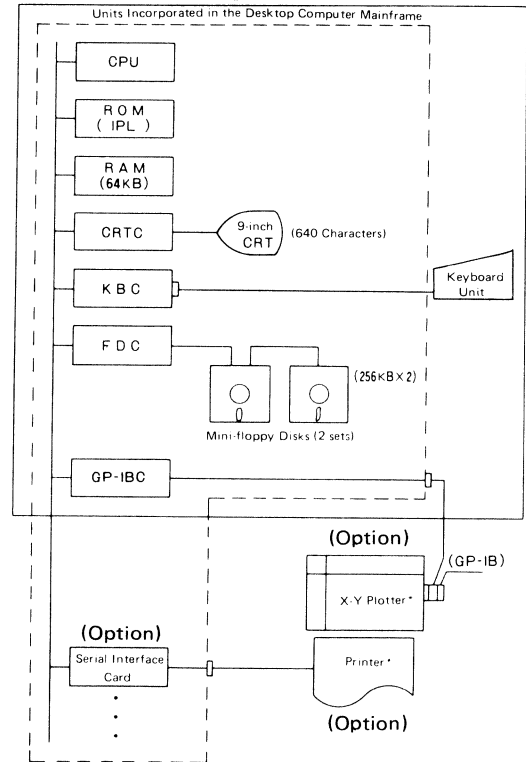 Units Incorporated in the Desktop Computer Mainframe
CPU
ROM
(IPL)
RAM
(64KB)
CRTC
9-inch
CRT
(640 Characters)
KBC
Keyboard
Unit
FDC
(256KB×2)
Mini-floppy Disks (2 sets)
GP-IBC
(Option)
(GP-IB)
X-Y Plotter*
(Option)
Serial Interface
Card
Printer*
(Option)